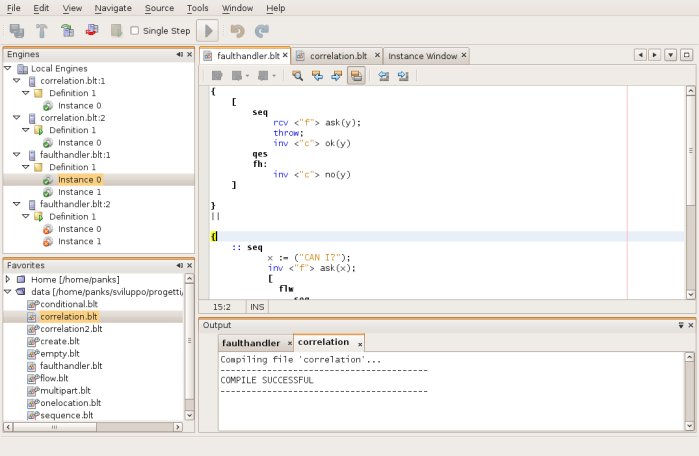 File Edit View Navigate Source Tools Window Help
Single Step
Engines
Local Engines
correlation.blt:1
Definition 1
Instance 0
correlation.blt:2
Definition 1
Instance 0
faulthandler.blt:1
Definition 1
Instance 0
Instance 1
faulthandler.blt:2
Definition 1
Instance 0
Instance 1
Favorites
Home [/home/panks]
data [/home/panks/sviluppo/progetti/
conditional.blt
correlation.blt
correlation2.blt
create.blt
empty.blt
faulthandler.blt
flow.blt
multipart.blt
onelocation.blt
sequence.blt
faulthandler.blt correlation.blt Instance Window
{
[
seq
rcv <"f"> ask(y);
throw;
inv <"c"> ok(y)
qes
fh:
inv <"c"> no(y)
]
}
||
{
:: seq
x := ("CAN I?");
inv <"f"> ask(x);
[
flw
seq
15:2 INS
Output
faulthandler correlation
Compiling file 'correlation'...
----------------------------------------
COMPILE SUCCESSFUL
----------------------------------------